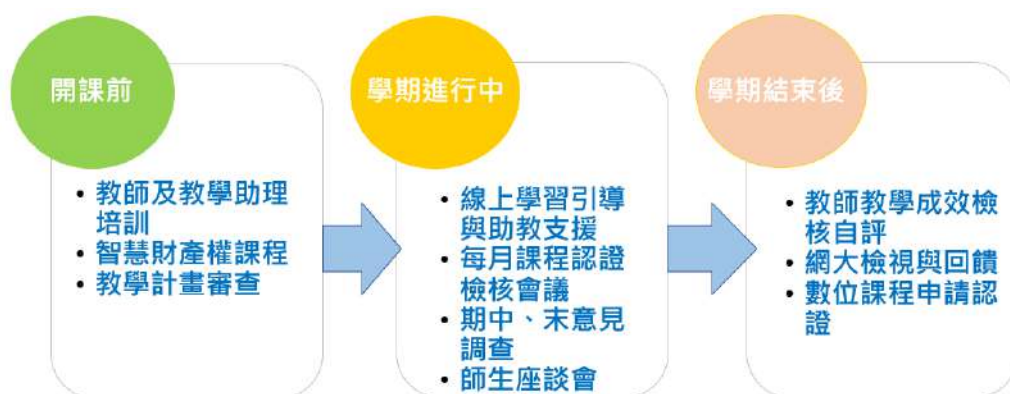 開課前
• 教師及教學助理
培訓
• 智慧財產權課程
• 教學計畫審查
學期進行中
• 線上學習引導
與助教支援
• 每月課程認證
檢核會議
• 期中、末意見
調查
• 師生座談會
學期結束後
• 教師教學成效檢
核自評
• 網大檢視與回饋
• 數位課程申請認
證